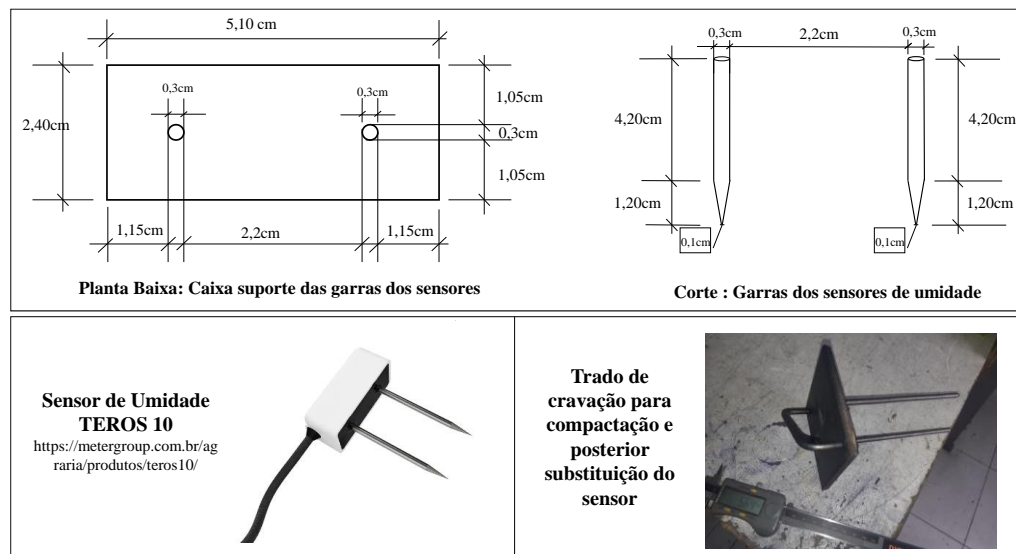 5,10 cm
0,3cm
0,3cm
2,40cm
1,05cm
0,3cm
1,05cm
1,15cm
2,2cm
1,15cm
Planta Baixa: Caixa suporte das garras dos sensores
0,3cm
2,2cm
0,3cm
4,20cm
4,20cm
1,20cm
1,20cm
0,1cm
0,1cm
Corte : Garras dos sensores de umidade
Sensor de Umidade
TEROS 10
https://metergroup.com.br/ag
raria/produtos/teros10/
Trado de
cravação para
compactação e
posterior
substituição do
sensor